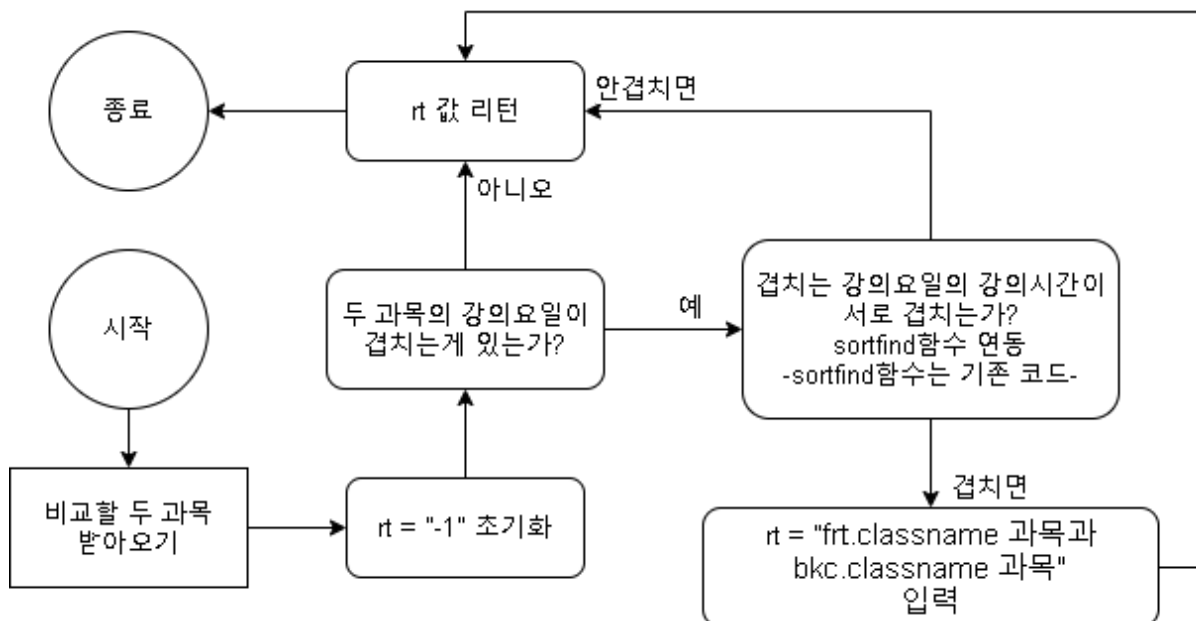 종료
rt 값 리턴
안겹치면
아니오
시작
두 과목의 강의요일이
겹치는게 있는가?
예
겹치는 강의요일의 강의시간이
서로 겹치는가?
sortfind함수 연동
-sortfind함수는 기존 코드-
비교할 두 과목
받아오기
rt = "-1" 초기화
겹치면
rt = "frt.classname 과목과
bkc.classname 과목"
입력